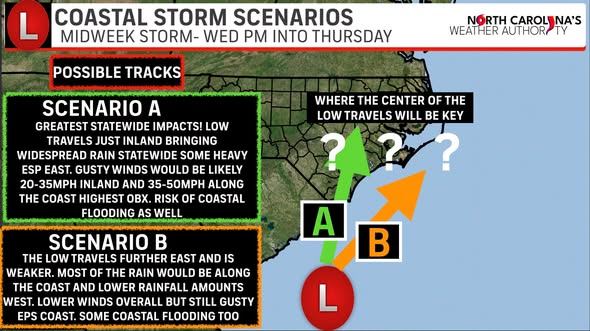 L
COASTAL STORM SCENARIOS
MIDWEEK STORM- WED PM INTO THURSDAY
NORTH CAROLINA'S
WEATHER AUTHORITY
POSSIBLE TRACKS
SCENARIO A
GREATEST STATEWIDE IMPACTS! LOW
TRAVELS JUST INLAND BRINGING
WIDESPREAD RAIN STATEWIDE SOME HEAVY
ESP EAST. GUSTY WINDS WOULD BE LIKELY
20-35MPH INLAND AND 35-50MPH ALONG
THE COAST HIGHEST OBX. RISK OF COASTAL
FLOODING AS WELL
SCENARIO B
THE LOW TRAVELS FURTHER EAST AND IS
WEAKER. MOST OF THE RAIN WOULD BE ALONG
THE COAST AND LOWER RAINFALL AMOUNTS
WEST. LOWER WINDS OVERALL BUT STILL GUSTY
EPS COAST. SOME COASTAL FLOODING TOO
WHERE THE CENTER OF THE
LOW TRAVELS WILL BE KEY
? ? ?
A
B
L